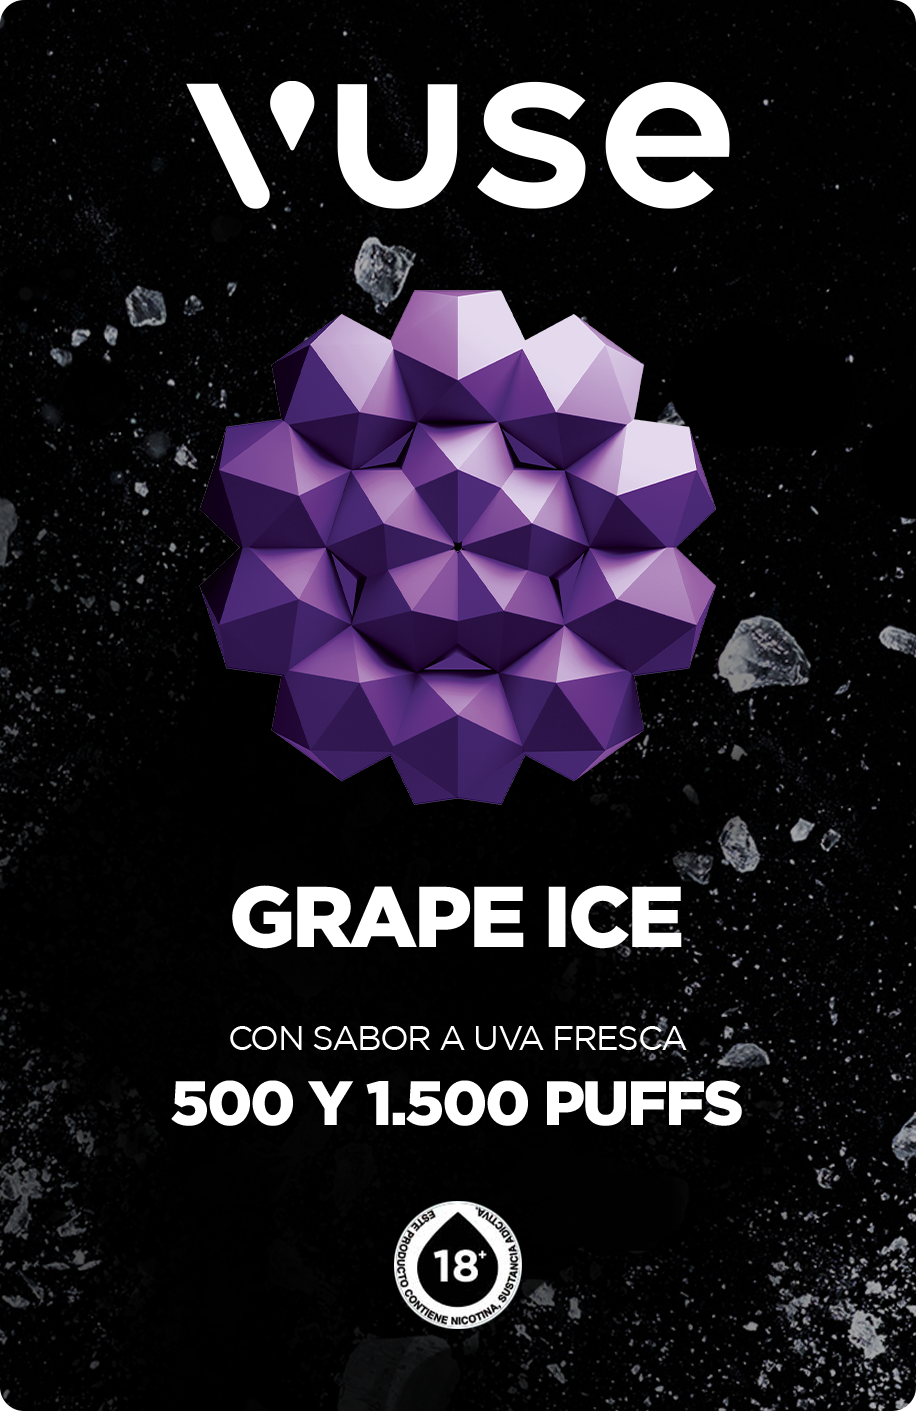 vuse
GRAPE ICE
CON SABOR A UVA FRESCA
500 Y 1.500 PUFFS
18+
ESTE PRODUCTO CONTIENE NICOTINA, SUSTANCIA ADICTIVA.